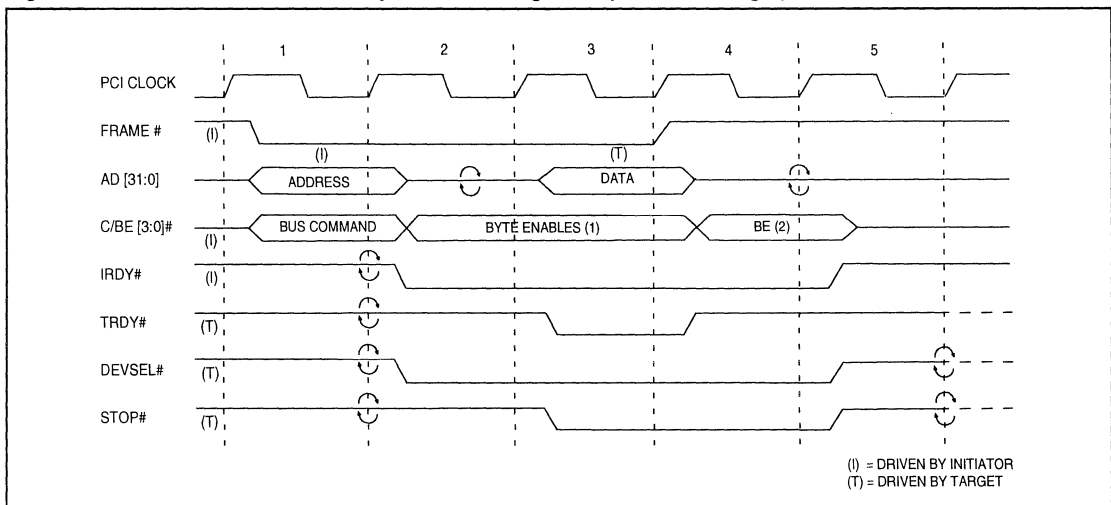 1 2 3 4 5
PCI CLOCK
FRAME # (I)
(I) (T)
AD [31:0] ADDRESS DATA
C/BE [3:0]# (I) BUS COMMAND BYTE ENABLES (1) BE (2)
IRDY# (I)
TRDY# (T)
DEVSEL# (T)
STOP# (T)
(I) = DRIVEN BY INITIATOR
(T) = DRIVEN BY TARGET